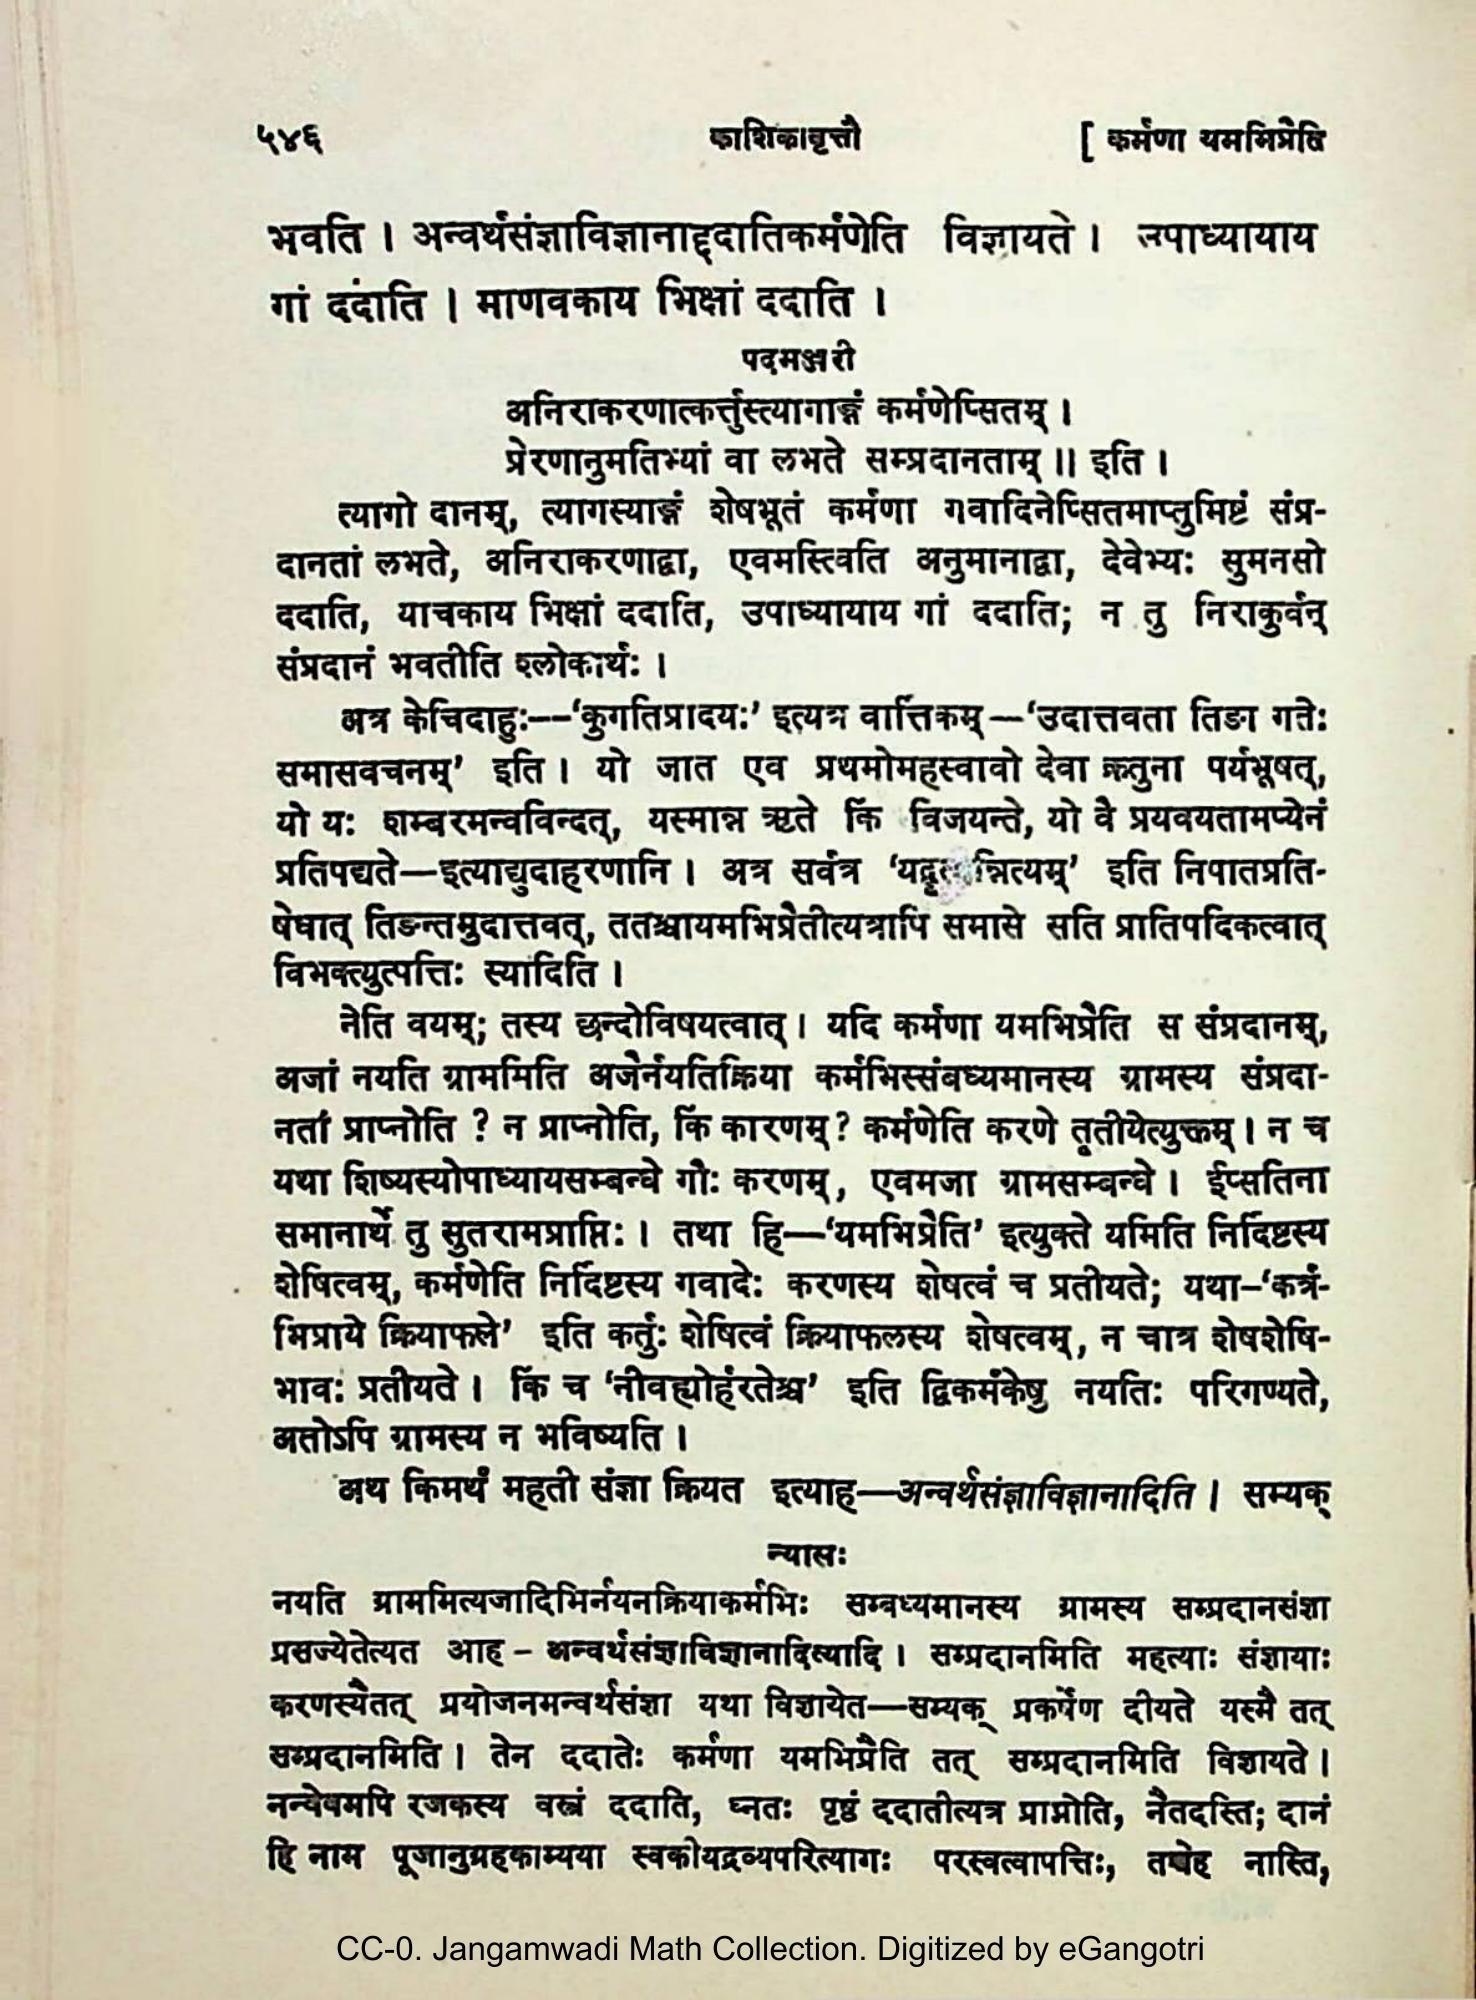 ५४६ काशिकावृत्तौ [ कर्मणा यमभिप्रैति
भवति । अन्वर्थसंज्ञाविज्ञानाद्ददातिकर्मणेति विज्ञायते । उपाध्यायाय
गां ददाति । माणवकाय भिक्षां ददाति ।
पदमञ्जरी
अनिराकरणात्कर्त्तुस्त्यागाङ्गं कर्मणेप्सितम् ।
प्रेरणानुमतिभ्यां वा लभते सम्प्रदानताम् ॥ इति ।
त्यागो दानम्, त्यागस्याङ्गं शेषभूतं कर्मणा गवादिनेप्सितमाप्तुमिष्टं संप्र-
दानतां लभते, अनिराकरणाद्वा, एवमस्त्विति अनुमानाद्वा, देवेभ्यः सुमनसो
ददाति, याचकाय भिक्षां ददाति, उपाध्यायाय गां ददाति; न तु निराकुर्वन्
संप्रदानं भवतीति श्लोकार्थः ।
अत्र केचिदाहुः--‘कुगतिप्रादयः’ इत्यत्र वार्त्तिकम्—‘उदात्तवता तिङा गतेः
समासवचनम्’ इति । यो जात एव प्रथमोमहस्वावो देवा क्रतुना पर्यभूषत्,
यो यः शम्बरमन्वविन्दत्, यस्मान्न ऋते किं विजयन्ते, यो वै प्रयवयतामप्येनं
प्रतिपद्यते—इत्याद्युदाहरणानि । अत्र सर्वत्र इति निपातप्रति-
षेधात् तिङन्तमुदात्तवत्, ततश्चायमभिप्रैतीत्यत्रापि समासे सति प्रातिपदिकत्वात्
विभक्त्युत्पत्तिः स्यादिति ।
नेति वयम्; तस्य छन्दोविषयत्वात् । यदि कर्मणा यमभिप्रैति स संप्रदानम्,
अजां नयति ग्राममिति अजेर्नयतिक्रिया कर्मभिस्संबध्यमानस्य ग्रामस्य संप्रदा-
नतां प्राप्नोति ? न प्राप्नोति, किं कारणम् ? कर्मणेति करणे तृतीयेत्युक्तम् । न च
यथा शिष्यस्योपाध्यायसम्बन्धे गौः करणम्, एवमजा ग्रामसम्बन्धे । ईप्सतिना
समानार्थे तु सुतरामप्राप्तिः । तथा हि—‘यमभिप्रैति’ इत्युक्ते यमिति निर्दिष्टस्य
शेषित्वम्, कर्मणेति निर्दिष्टस्य गवादेः करणस्य शेषत्वं च प्रतीयते; यथा–‘कर्त्रं-
भिप्राये क्रियाफले’ इति कर्तुः शेषित्वं क्रियाफलस्य शेषत्वम्, न चात्र शेषशेषि-
भावः प्रतीयते । किं च ‘नीवह्योर्हरतेश्च’ इति द्विकर्मकेषु नयतिः परिगण्यते,
अतोऽपि ग्रामस्य न भविष्यति ।
अथ किमर्थं महती संज्ञा क्रियत इत्याह—अन्वर्थसंज्ञाविज्ञानादिति । सम्यक्
न्यासः
नयति ग्राममित्यजादिभिर्नयनक्रियाकर्मभिः सम्बध्यमानस्य ग्रामस्य सम्प्रदानसंज्ञा
प्रसज्येतेत्यत आह – अन्वर्थसंज्ञाविज्ञानादित्यादि । सम्प्रदानमिति महत्याः संज्ञायाः
करणस्यैतत् प्रयोजनमन्वर्थसंज्ञा यथा विज्ञायेत—सम्यक् प्रकर्षेण दीयते यस्मै तत्
सम्प्रदानमिति । तेन ददातेः कर्मणा यमभिप्रैति तत् सम्प्रदानमिति विज्ञायते ।
नन्वेवमपि रजकस्य वस्त्रं ददाति, घ्नतः पृष्ठं ददातीत्यत्र प्राप्नोति, नैतदस्ति; दानं
हि नाम पूजानुग्रहकाम्यया स्वकीयद्रव्यपरित्यागः परस्वत्वापत्तिः, तच्चेह नास्ति,
CC-0. Jangamwadi Math Collection. Digitized by eGangotri